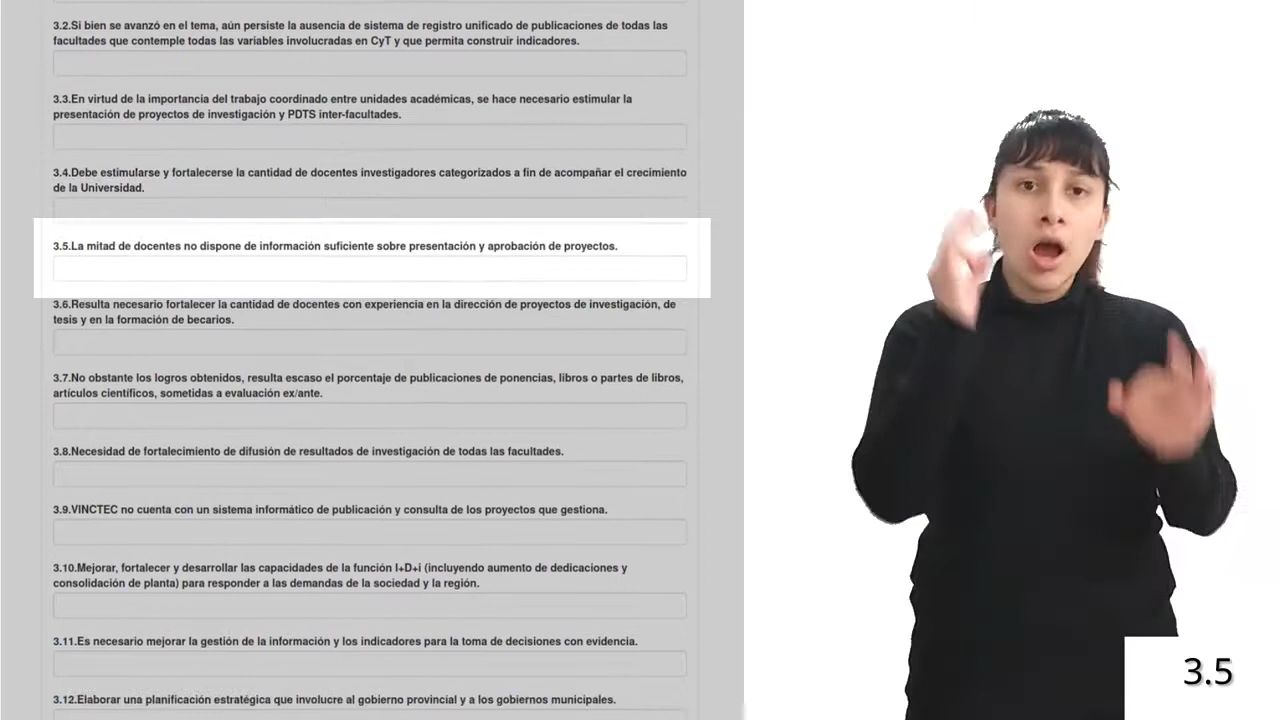 3.2.Si bien se avanzó en el tema, aún persiste la ausencia de sistema de registro unificado de publicaciones de todas las
facultades que contemple todas las variables involucradas en CyT y que permita construir indicadores.
3.3.En virtud de la importancia del trabajo coordinado entre unidades académicas, se hace necesario estimular la
presentación de proyectos de investigación y PDTS inter-facultades.
3.4.Debe estimularse y fortalecerse la cantidad de docentes investigadores categorizados a fin de acompañar el crecimiento
de la Universidad.
3.5.La mitad de docentes no dispone de información suficiente sobre presentación y aprobación de proyectos.
3.6.Resulta necesario fortalecer la cantidad de docentes con experiencia en la dirección de proyectos de investigación, de
tesis y en la formación de becarios.
3.7.No obstante los logros obtenidos, resulta escaso el porcentaje de publicaciones de ponencias, libros o partes de libros,
artículos científicos, sometidas a evaluación ex/ante.
3.8.Necesidad de fortalecimiento de difusión de resultados de investigación de todas las facultades.
3.9.VINCTEC no cuenta con un sistema informático de publicación y consulta de los proyectos que gestiona.
3.10.Mejorar, fortalecer y desarrollar las capacidades de la función I+D+i (incluyendo aumento de dedicaciones y
consolidación de planta) para responder a las demandas de la sociedad y la región.
3.11.Es necesario mejorar la gestión de la información y los indicadores para la toma de decisiones con evidencia.
3.12.Elaborar una planificación estratégica que involucre al gobierno provincial y a los gobiernos municipales.
3.5